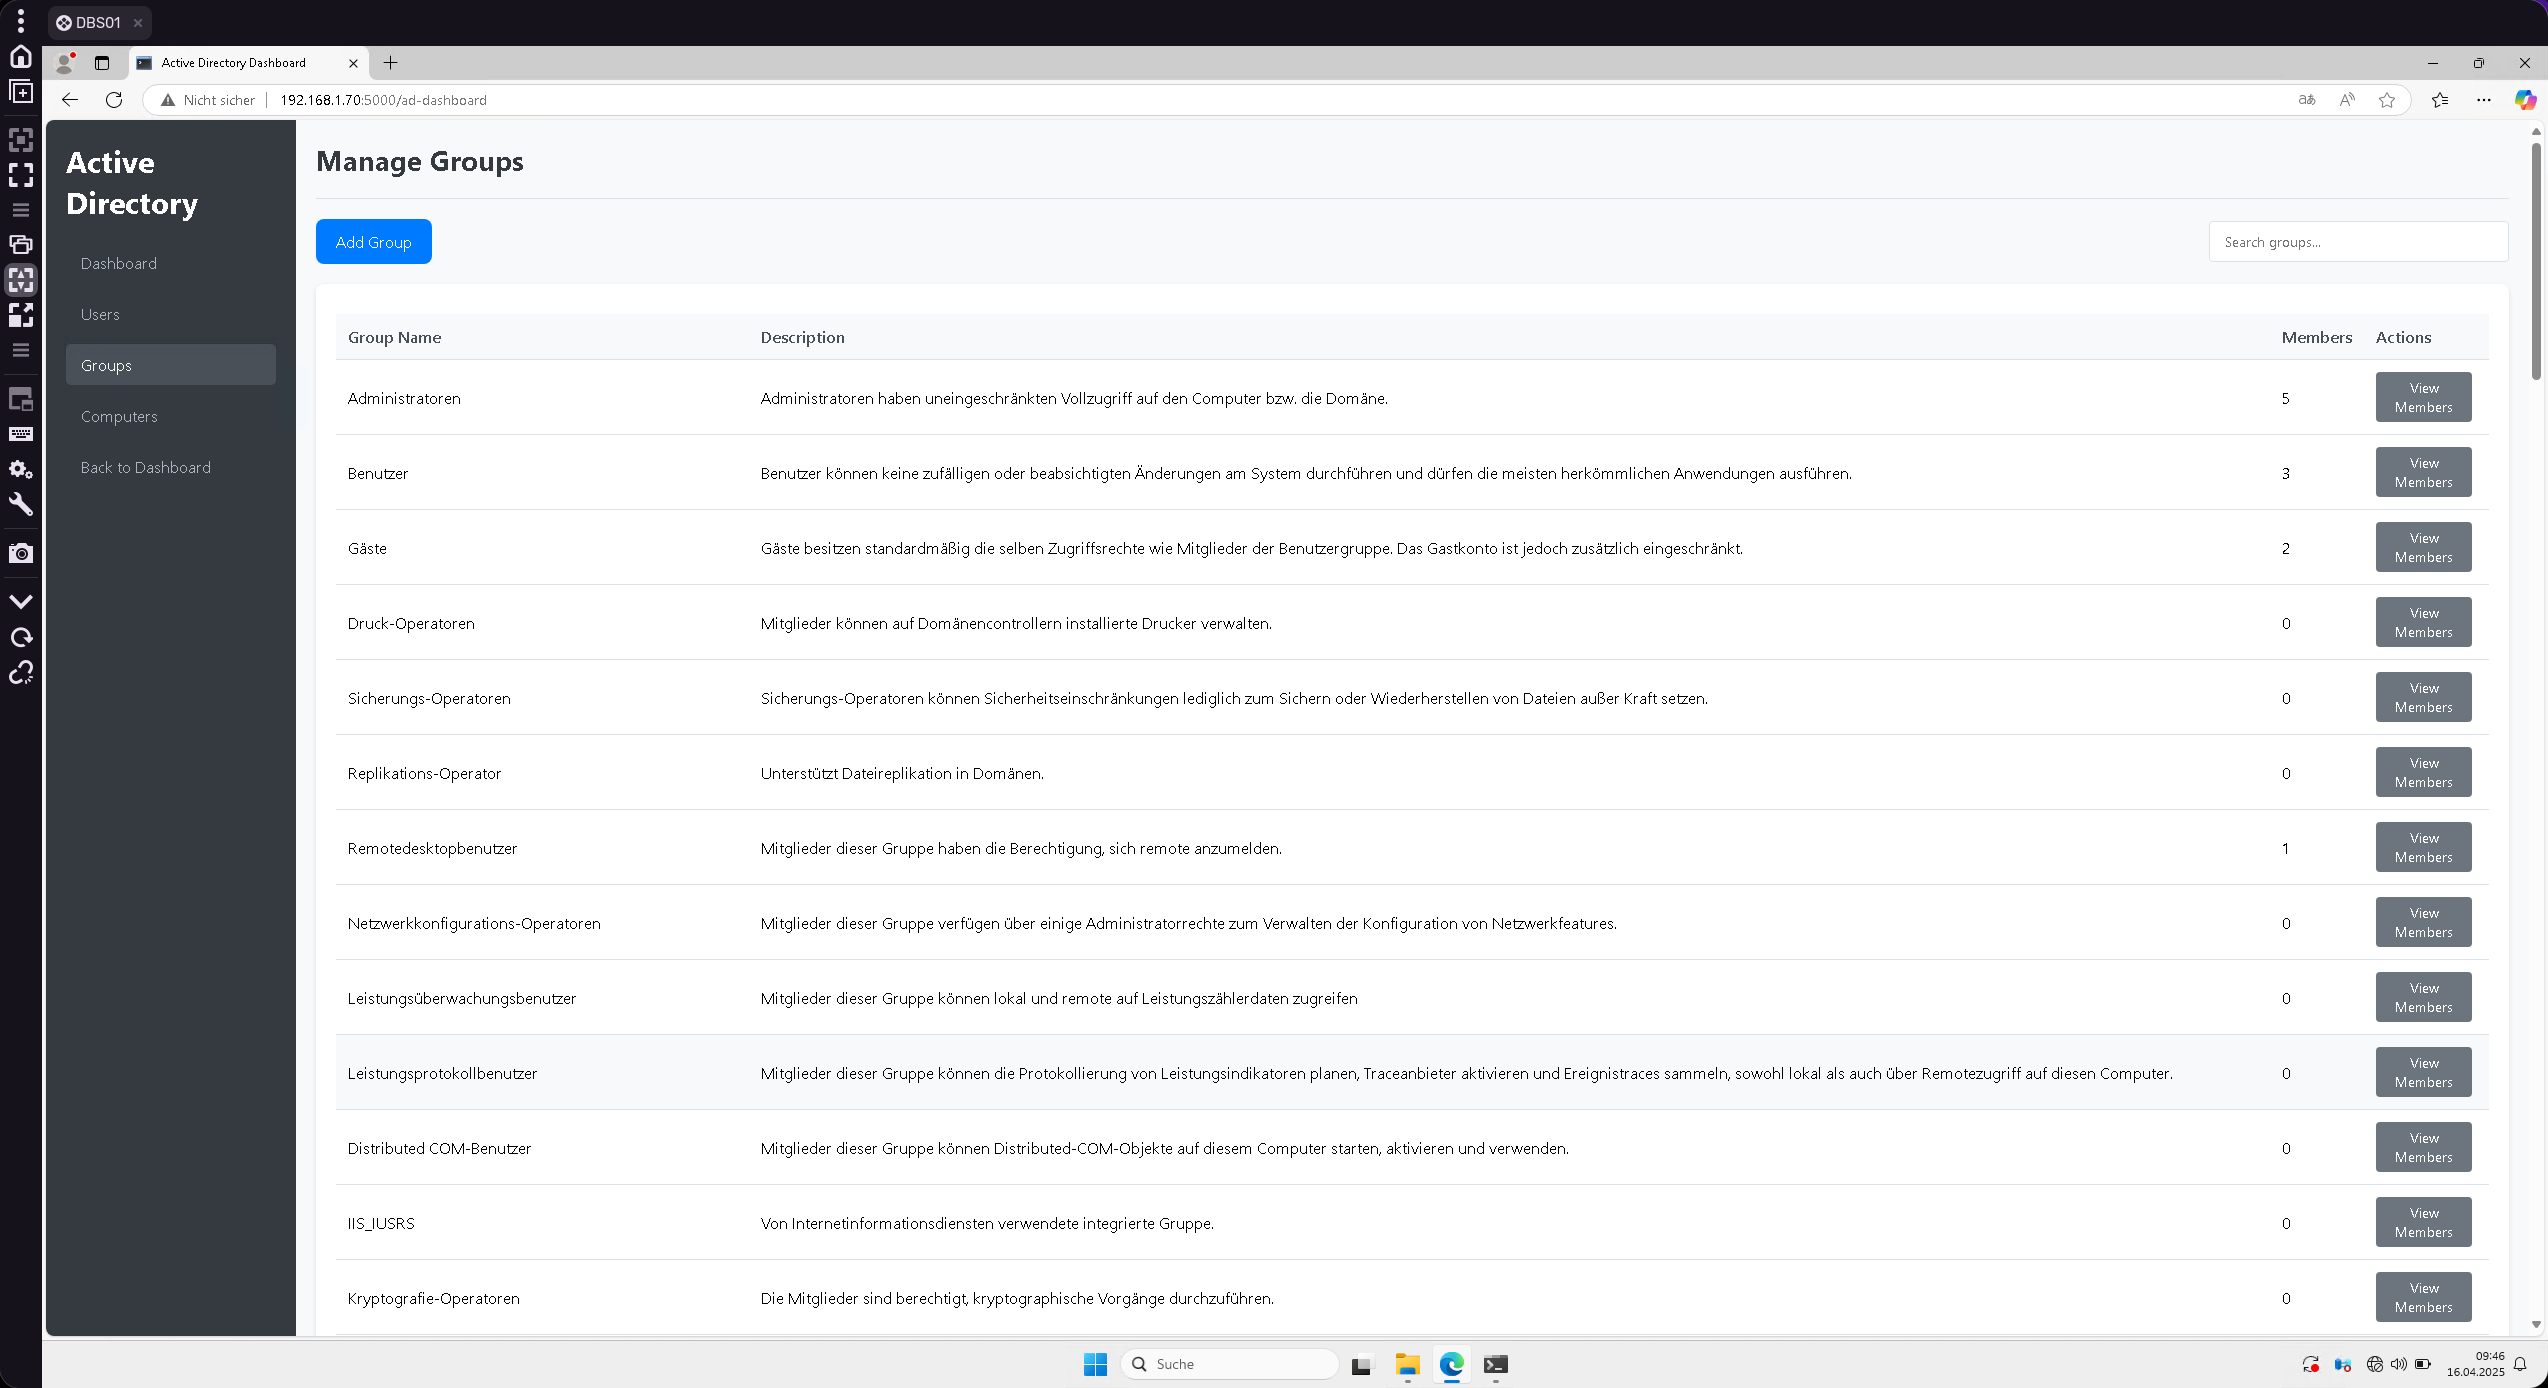 DBS01
Active Directory Dashboard
Nicht sicher
192.168.1.70:5000/ad-dashboard
Active
Directory
Dashboard
Users
Groups
Computers
Back to Dashboard
Manage Groups
Add Group
Search groups...
Group Name Description Members Actions
Administratoren Administratoren haben uneingeschränkten Vollzugriff auf den Computer bzw. die Domäne. 5 View
Members
Benutzer Benutzer können keine zufälligen oder beabsichtigten Änderungen am System durchführen und dürfen die meisten herkömmlichen Anwendungen ausführen. 3 View
Members
Gäste Gäste besitzen standardmäßig die selben Zugriffsrechte wie Mitglieder der Benutzergruppe. Das Gastkonto ist jedoch zusätzlich eingeschränkt. 2 View
Members
Druck-Operatoren Mitglieder können auf Domänencontrollern installierte Drucker verwalten. 0 View
Members
Sicherungs-Operatoren Sicherungs-Operatoren können Sicherheitseinschränkungen lediglich zum Sichern oder Wiederherstellen von Dateien außer Kraft setzen. 0 View
Members
Replikations-Operator Unterstützt Dateireplikation in Domänen. 0 View
Members
Remotedesktopbenutzer Mitglieder dieser Gruppe haben die Berechtigung, sich remote anzumelden. 1 View
Members
Netzwerkkonfigurations-Operatoren Mitglieder dieser Gruppe verfügen über einige Administratorrechte zum Verwalten der Konfiguration von Netzwerkfeatures. 0 View
Members
Leistungsüberwachungsbenutzer Mitglieder dieser Gruppe können lokal und remote auf Leistungszählerdaten zugreifen 0 View
Members
Leistungsprotokollbenutzer Mitglieder dieser Gruppe können die Protokollierung von Leistungsindikatoren planen, Traceanbieter aktivieren und Ereignistraces sammeln, sowohl lokal als auch über Remotezugriff auf diesen Computer. 0 View
Members
Distributed COM-Benutzer Mitglieder dieser Gruppe können Distributed-COM-Objekte auf diesem Computer starten, aktivieren und verwenden. 0 View
Members
IIS_IUSRS Von Internetinformationsdiensten verwendete integrierte Gruppe. 0 View
Members
Kryptografie-Operatoren Die Mitglieder sind berechtigt, kryptographische Vorgänge durchzuführen. 0 View
Members
Suche
09:46
16.04.2025